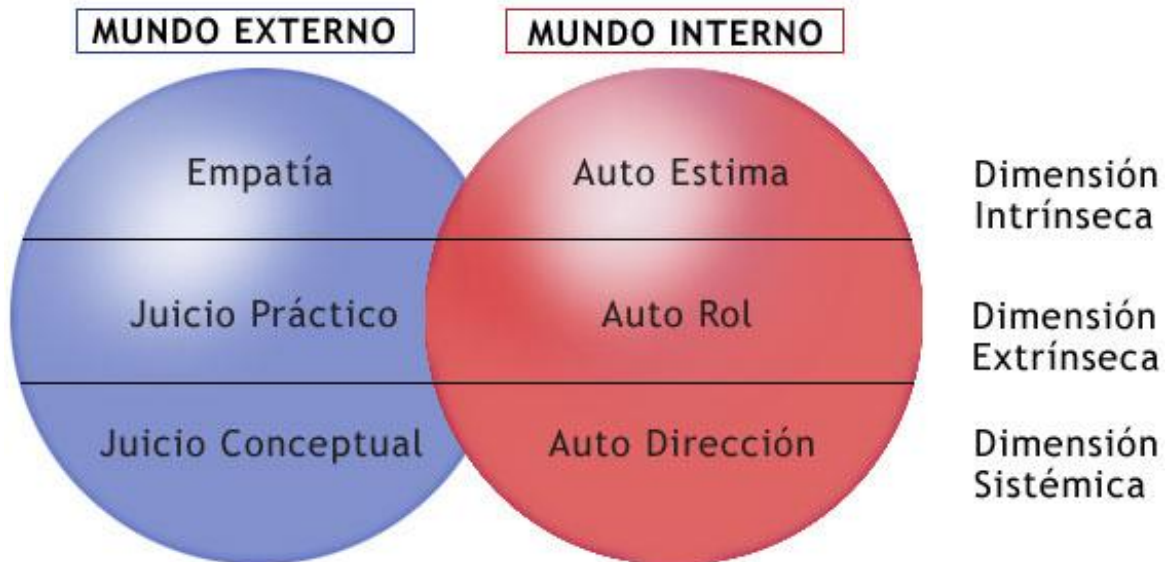 MUNDO EXTERNO
MUNDO INTERNO
Empatía
Auto Estima
Dimensión
Intrínseca
Juicio Práctico
Auto Rol
Dimensión
Extrínseca
Juicio Conceptual
Auto Dirección
Dimensión
Sistémica